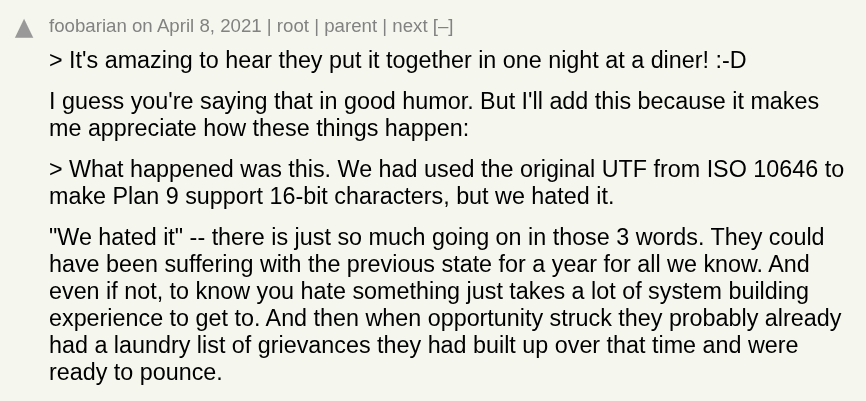 ▲ foobarian on April 8, 2021 | root | parent | next [–]
> It's amazing to hear they put it together in one night at a diner! :-D
I guess you're saying that in good humor. But I'll add this because it makes
me appreciate how these things happen:
> What happened was this. We had used the original UTF from ISO 10646 to
make Plan 9 support 16-bit characters, but we hated it.
"We hated it" -- there is just so much going on in those 3 words. They could
have been suffering with the previous state for a year for all we know. And
even if not, to know you hate something just takes a lot of system building
experience to get to. And then when opportunity struck they probably already
had a laundry list of grievances they had built up over that time and were
ready to pounce.